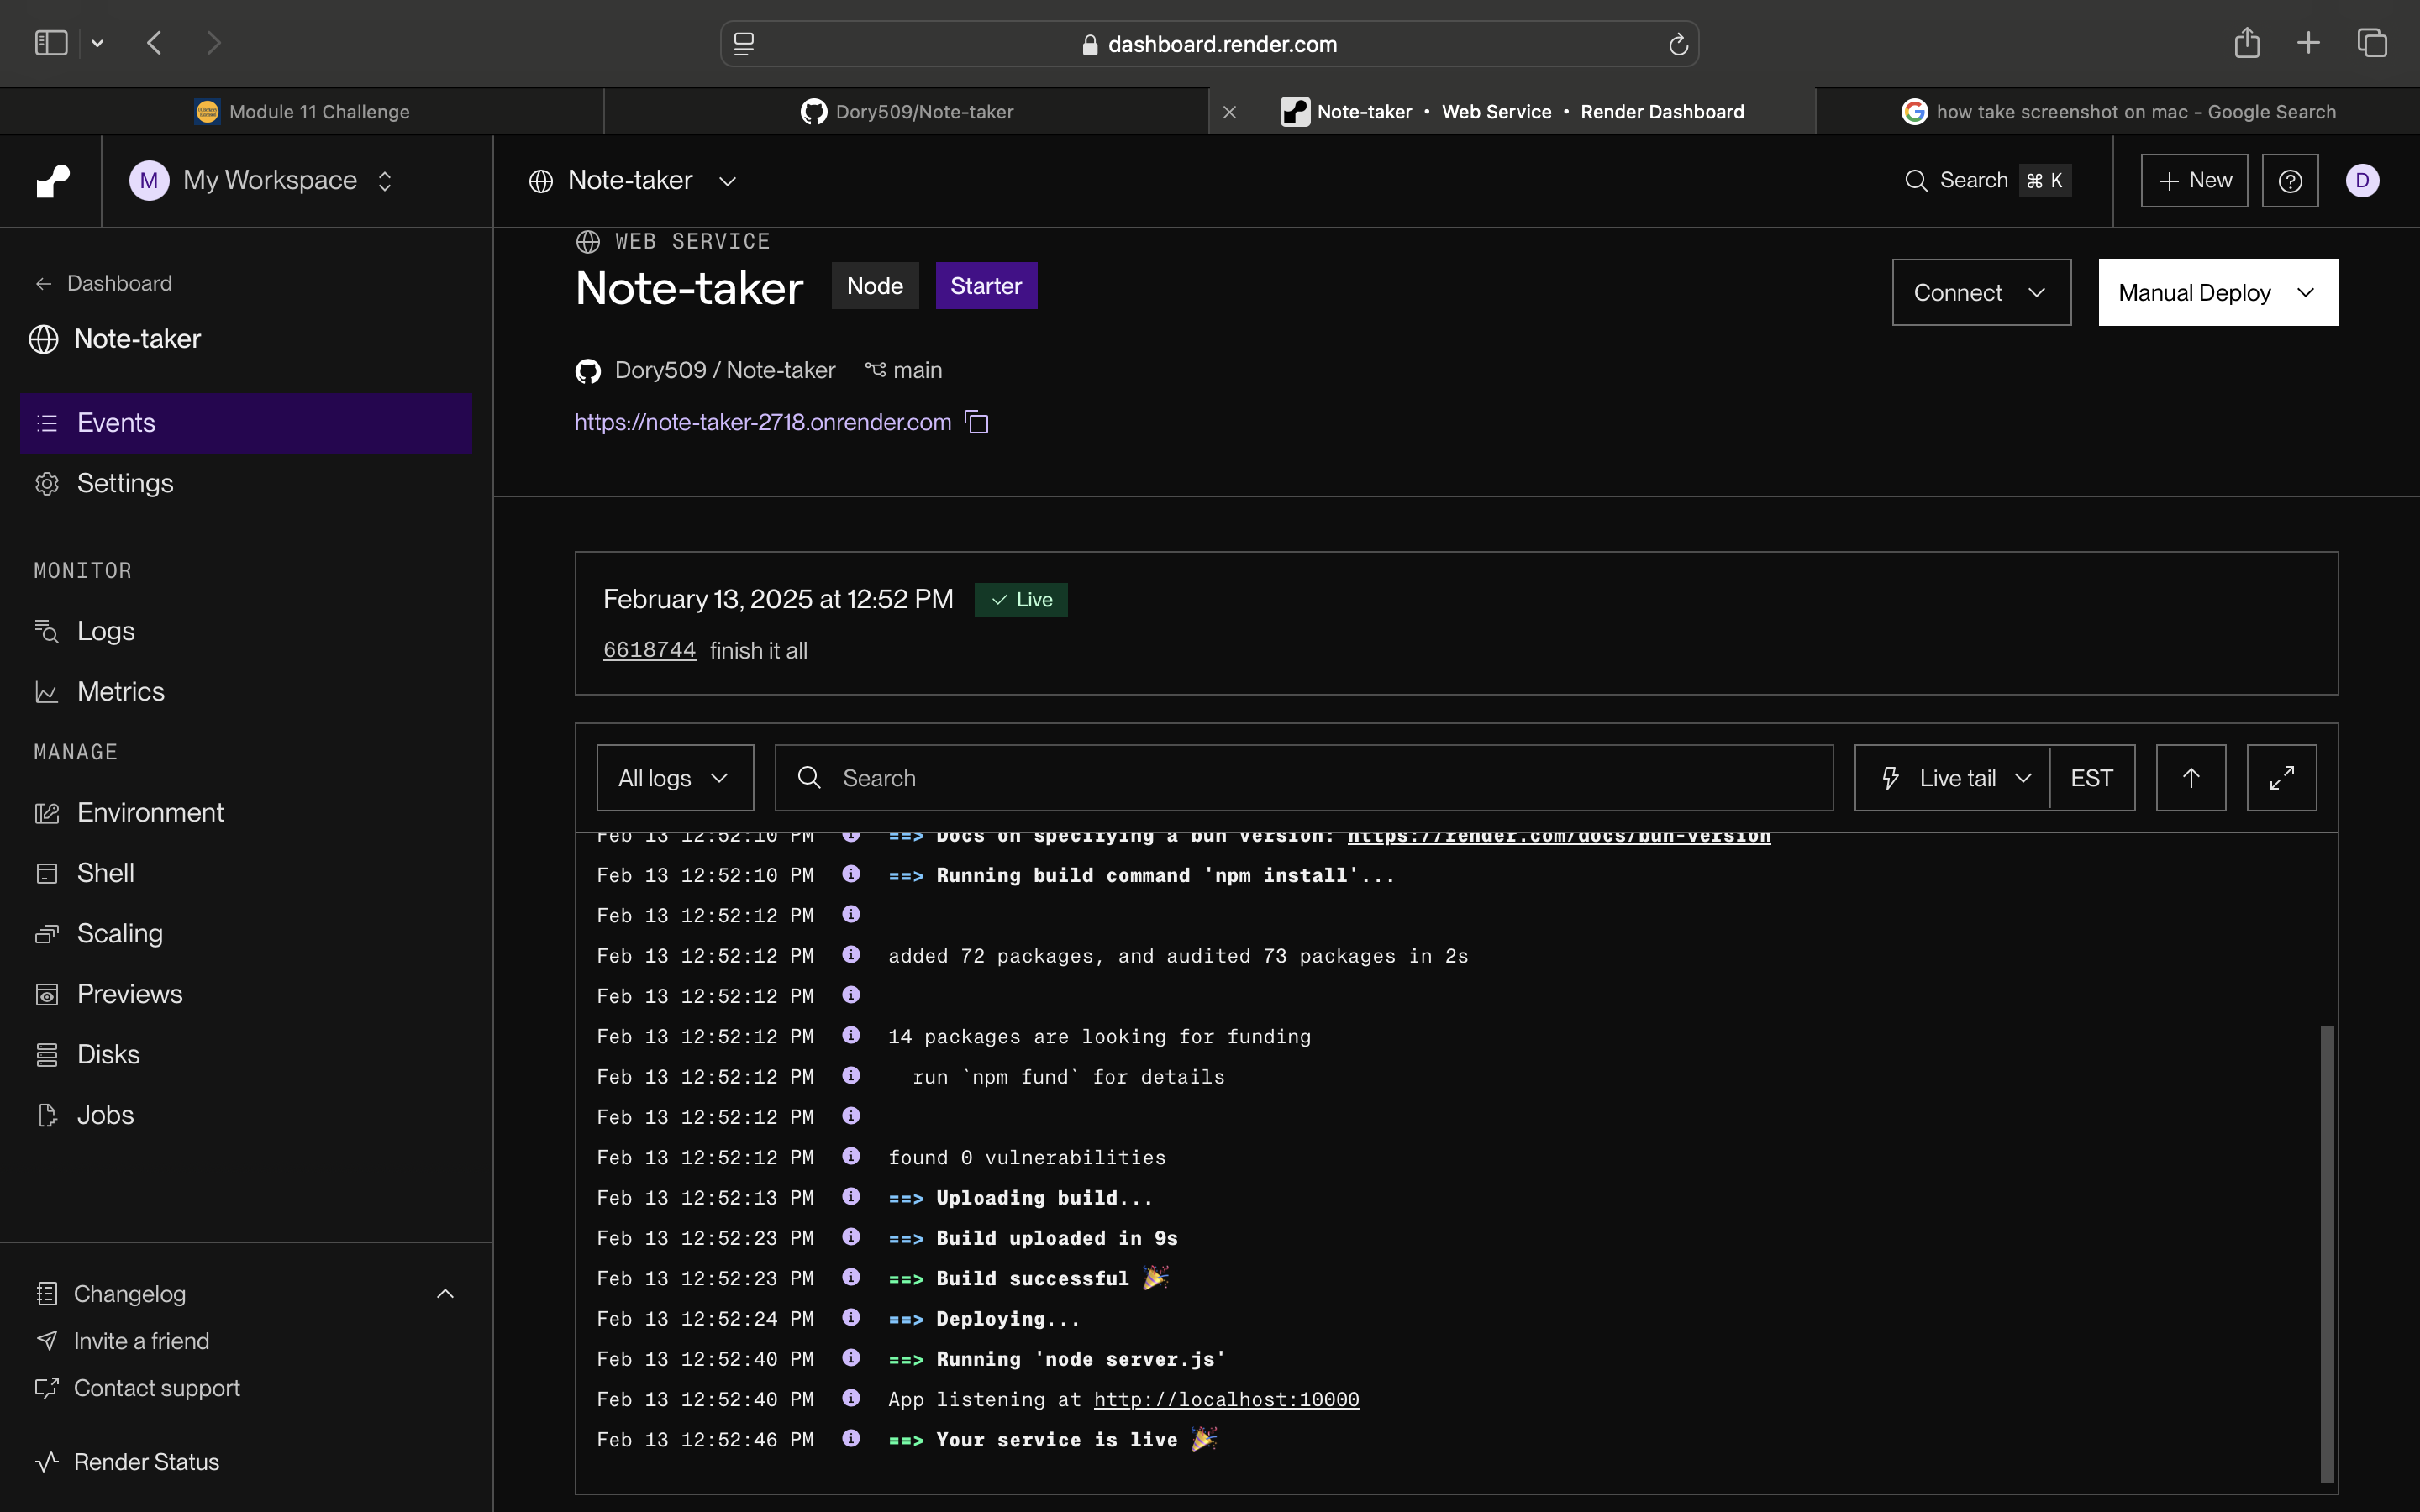 dashboard.render.com
Module 11 Challenge
Dory509/Note-taker
Note-taker • Web Service • Render Dashboard
how take screenshot on mac - Google Search
M My Workspace
Note-taker
Search ⌘ K
+ New
D
Dashboard
Note-taker
Events
Settings
MONITOR
Logs
Metrics
MANAGE
Environment
Shell
Scaling
Previews
Disks
Jobs
Changelog
Invite a friend
Contact support
Render Status
WEB SERVICE
Note-taker Node Starter
Connect
Manual Deploy
Dory509 / Note-taker main
https://note-taker-2718.onrender.com
February 13, 2025 at 12:52 PM ✓ Live
6618744 finish it all
All logs
Search
Live tail
EST
Feb 13 12:52:10 PM ==> Docs on specifying a bun version: https://render.com/docs/bun-version
Feb 13 12:52:10 PM ==> Running build command 'npm install'...
Feb 13 12:52:12 PM
Feb 13 12:52:12 PM added 72 packages, and audited 73 packages in 2s
Feb 13 12:52:12 PM
Feb 13 12:52:12 PM 14 packages are looking for funding
Feb 13 12:52:12 PM run `npm fund` for details
Feb 13 12:52:12 PM
Feb 13 12:52:12 PM found 0 vulnerabilities
Feb 13 12:52:13 PM ==> Uploading build...
Feb 13 12:52:23 PM ==> Build uploaded in 9s
Feb 13 12:52:23 PM ==> Build successful 🎉
Feb 13 12:52:24 PM ==> Deploying...
Feb 13 12:52:40 PM ==> Running 'node server.js'
Feb 13 12:52:40 PM App listening at http://localhost:10000
Feb 13 12:52:46 PM ==> Your service is live 🎉